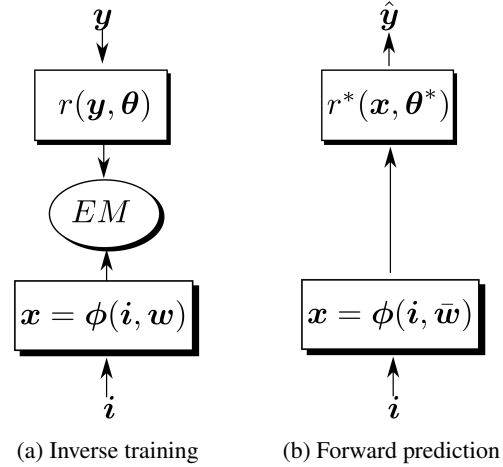 y
r(y, θ)
EM
x = ϕ(i, w)
i
(a) Inverse training
ŷ
r*(x, θ*)
x = ϕ(i, w̄)
i
(b) Forward prediction